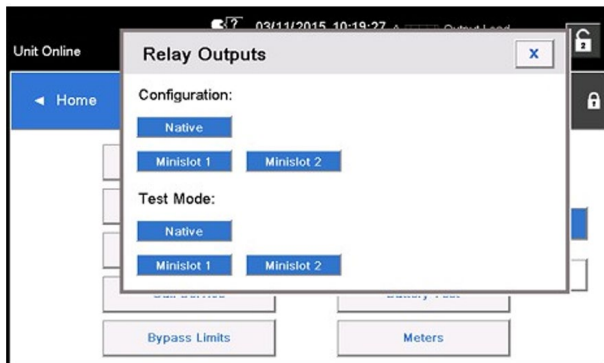 03/11/2015 10:19:27
Unit Online
2
Relay Outputs
X
◄ Home
Configuration:
Native
Minislot 1 Minislot 2
Test Mode:
Native
Minislot 1 Minislot 2
Bypass Limits Meters